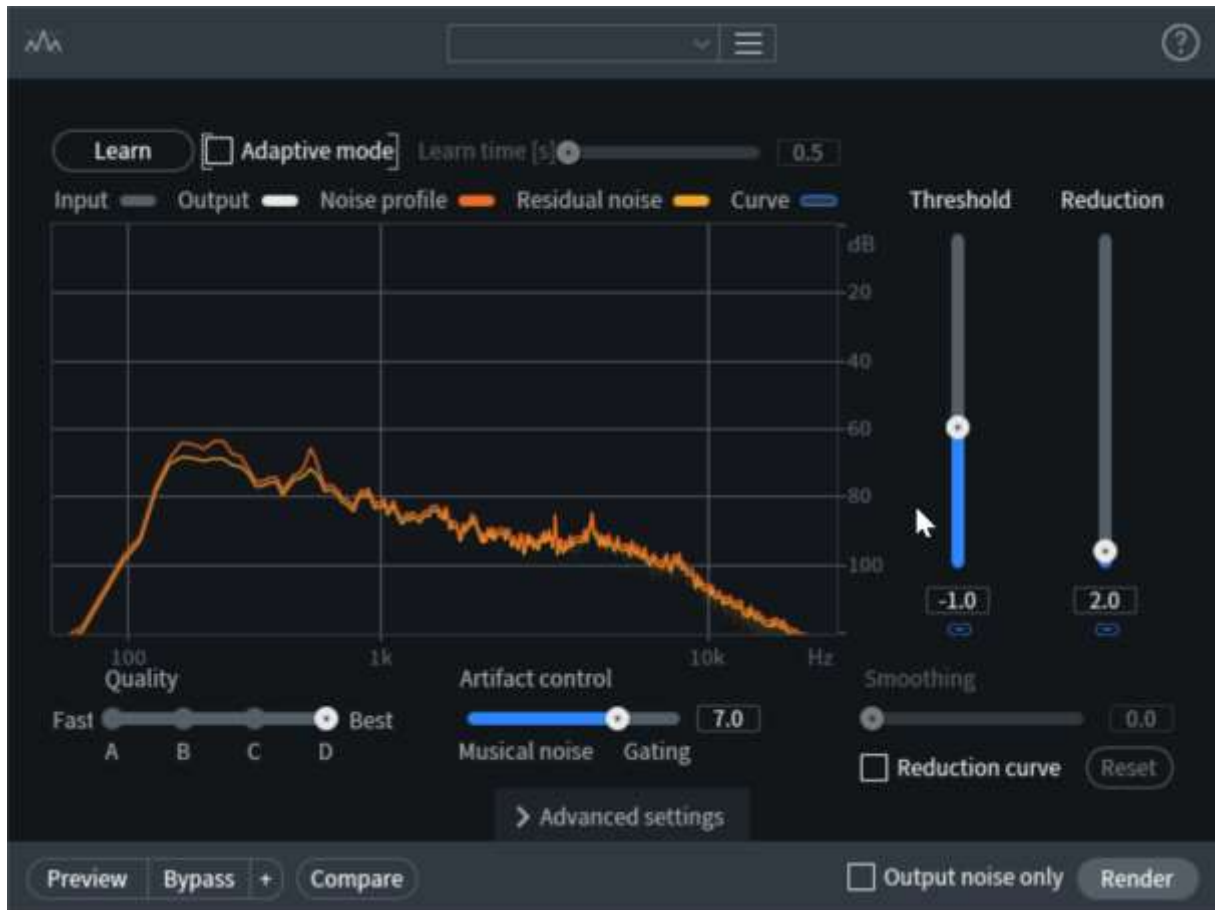 ?
Learn Adaptive mode Learn time [s] 0.5
Input Output Noise profile Residual noise Curve Threshold Reduction
dB
-20
-40
-60
-80
-100
-1.0 2.0
100 1k 10k Hz
Quality Artifact control Smoothing
Fast Best 7.0 0.0
A B C D Musical noise Gating
Reduction curve Reset
> Advanced settings
Preview Bypass + Compare Output noise only Render